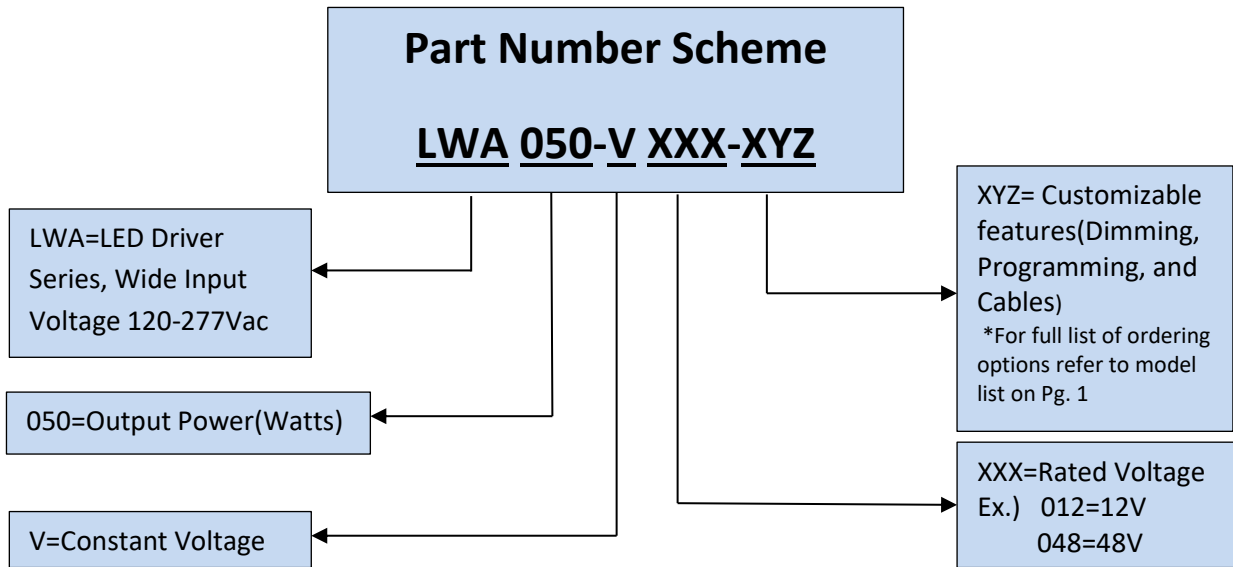 Part Number Scheme
LWA 050-V XXX-XYZ
LWA=LED Driver
Series, Wide Input
Voltage 120-277Vac
050=Output Power(Watts)
V=Constant Voltage
XYZ= Customizable
features(Dimming,
Programming, and
Cables)
*For full list of ordering
options refer to model
list on Pg. 1
XXX=Rated Voltage
Ex.) 012=12V
048=48V